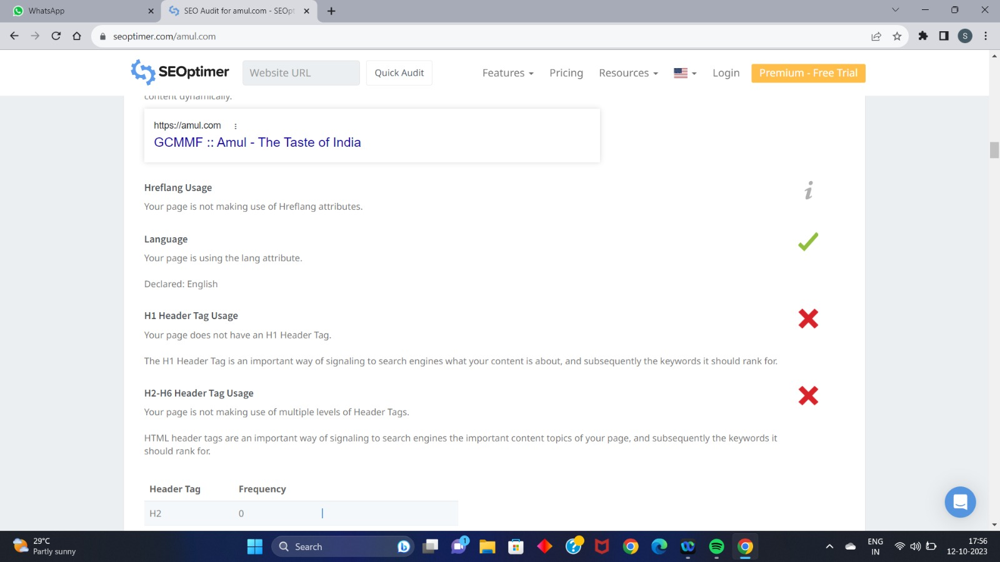 WhatsApp
SEO Audit for amul.com - SEOpt
seoptimer.com/amul.com
S
SEOptimer
Website URL
Quick Audit
Features
Pricing
Resources
Login
Premium - Free Trial
content dynamically.
https://amul.com
GCMMF :: Amul - The Taste of India
Hreflang Usage
Your page is not making use of Hreflang attributes.
Language
Your page is using the lang attribute.
Declared: English
H1 Header Tag Usage
Your page does not have an H1 Header Tag.
The H1 Header Tag is an important way of signaling to search engines what your content is about, and subsequently the keywords it should rank for.
H2-H6 Header Tag Usage
Your page is not making use of multiple levels of Header Tags.
HTML header tags are an important way of signaling to search engines the important content topics of your page, and subsequently the keywords it
should rank for.
Header Tag Frequency
H2 0
29°C
Partly sunny
Search
1
ENG
IN
17:56
12-10-2023